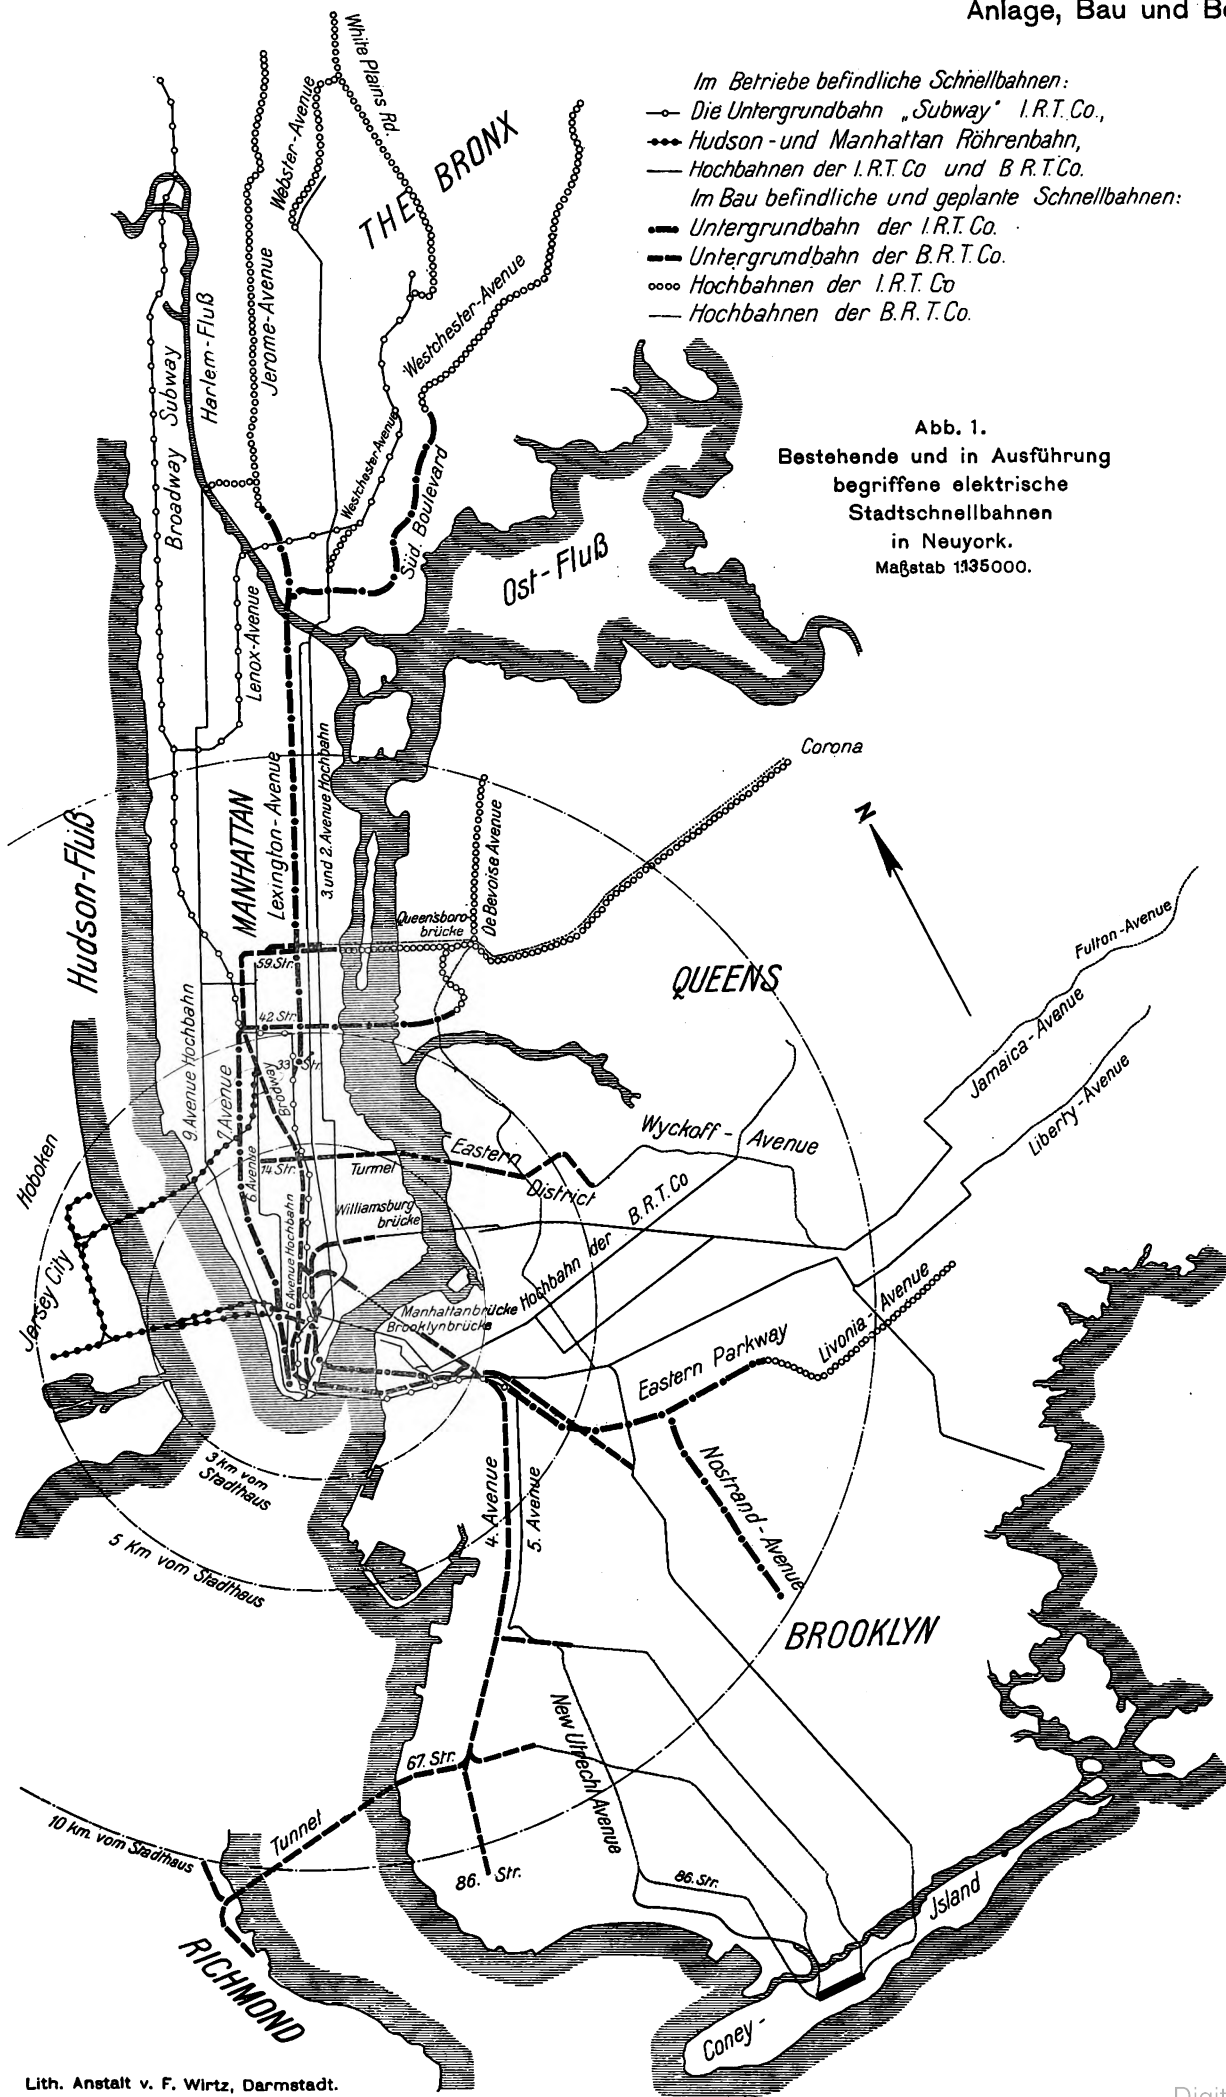 Anlage, Bau und Be
Im Betriebe befindliche Schnellbahnen:
Die Untergrundbahn „Subway“ I.R.T. Co.,
Hudson- und Manhattan Röhrenbahn,
Hochbahnen der I.R.T. Co und B R.T. Co.
Im Bau befindliche und geplante Schnellbahnen:
Untergrundbahn der I.R.T. Co.
Untergrundbahn der B.R.T. Co.
Hochbahnen der I.R.T. Co
Hochbahnen der B.R.T. Co.
Abb. 1.
Bestehende und in Ausführung
begriffene elektrische
Stadtschnellbahnen
in Neuyork.
Maßstab 1:135000.
White Plains Rd.
Webster-Avenue
THE BRONX
Jerome-Avenue
Westchester-Avenue
Harlem-Fluß
Broadway Subway
Westchester Avenue
Süd. Boulevard
Ost-Fluß
Lenox-Avenue
Corona
N
MANHATTAN
Lexington-Avenue
3. und 2. Avenue Hochbahn
De Bevoise Avenue
Hudson-Fluß
Queensboro-
brücke
59. Str.
QUEENS
Fulton-Avenue
Jamaica-Avenue
Liberty-Avenue
42 Str.
9. Avenue Hochbahn
7. Avenue
33. Str.
Brodway
Wyckoff-Avenue
Hoboken
6 Avenue
14 Str.
Tunnel
Eastern
District
Williamsburg
brücke
B.R.T. Co
Hochbahn der
6 Avenue Hochbahn
Jersey City
Manhattanbrücke
Brooklynbrücke
Livonia-Avenue
Eastern Parkway
Nostrand-Avenue
3 km vom
Stadthaus
4. Avenue
5. Avenue
5 Km vom Stadthaus
BROOKLYN
New Utrecht Avenue
67. Str.
Tunnel
10 km. vom Stadthaus
86. Str.
86. Str.
RICHMOND
Coney-
Jsland
Lith. Anstalt v. F. Wirtz, Darmstadt.
Digit